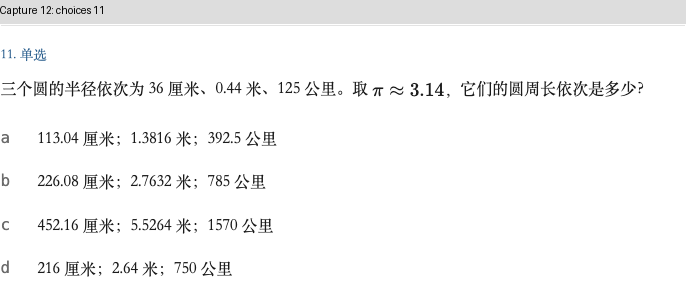 Capture 12: choices 11
11. 单选
三个圆的半径依次为 36 厘米、0.44 米、125 公里。取 π ≈ 3.14，它们的圆周长依次是多少？
a 113.04 厘米；1.3816 米；392.5 公里
b 226.08 厘米；2.7632 米；785 公里
c 452.16 厘米；5.5264 米；1570 公里
d 216 厘米；2.64 米；750 公里